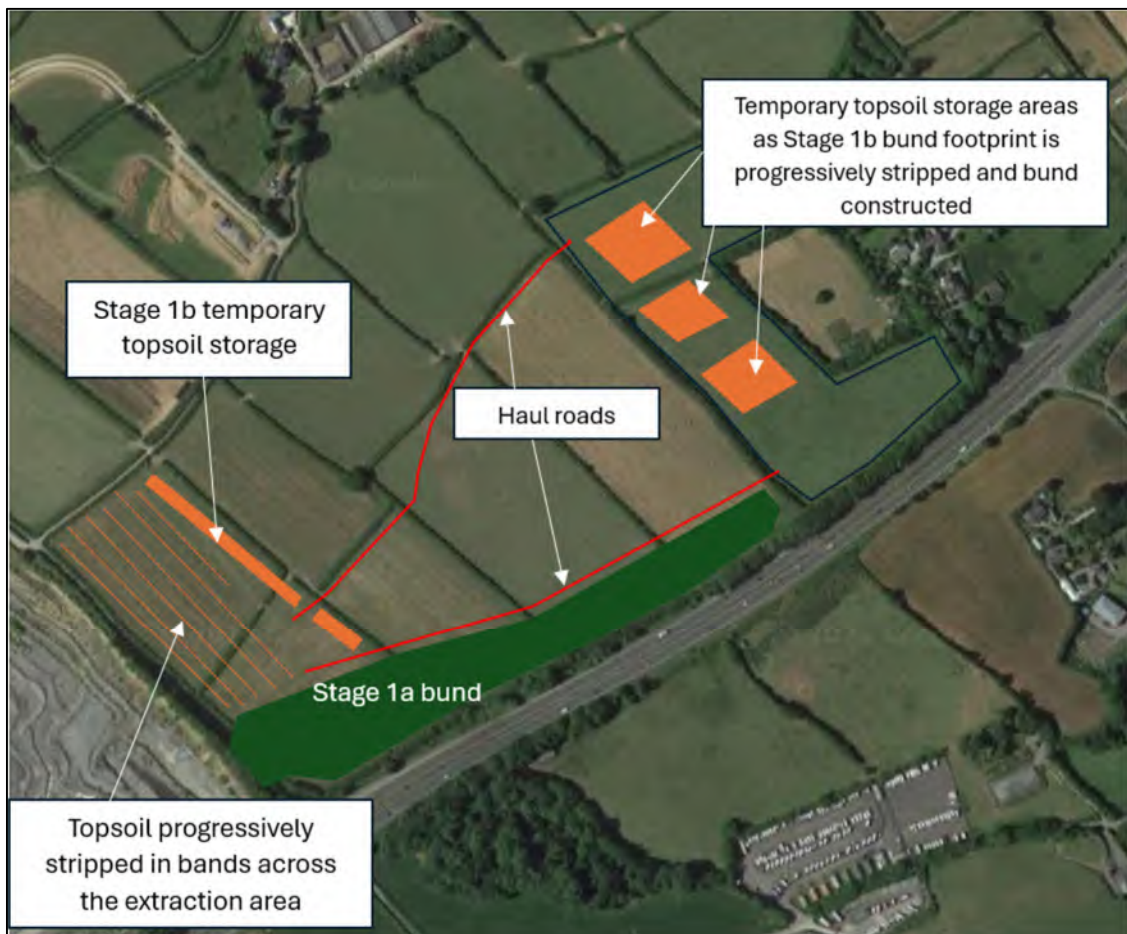 Temporary topsoil storage areas
as Stage 1b bund footprint is
progressively stripped and bund
constructed
Stage 1b temporary
topsoil storage
Haul roads
Stage 1a bund
Topsoil progressively
stripped in bands across
the extraction area